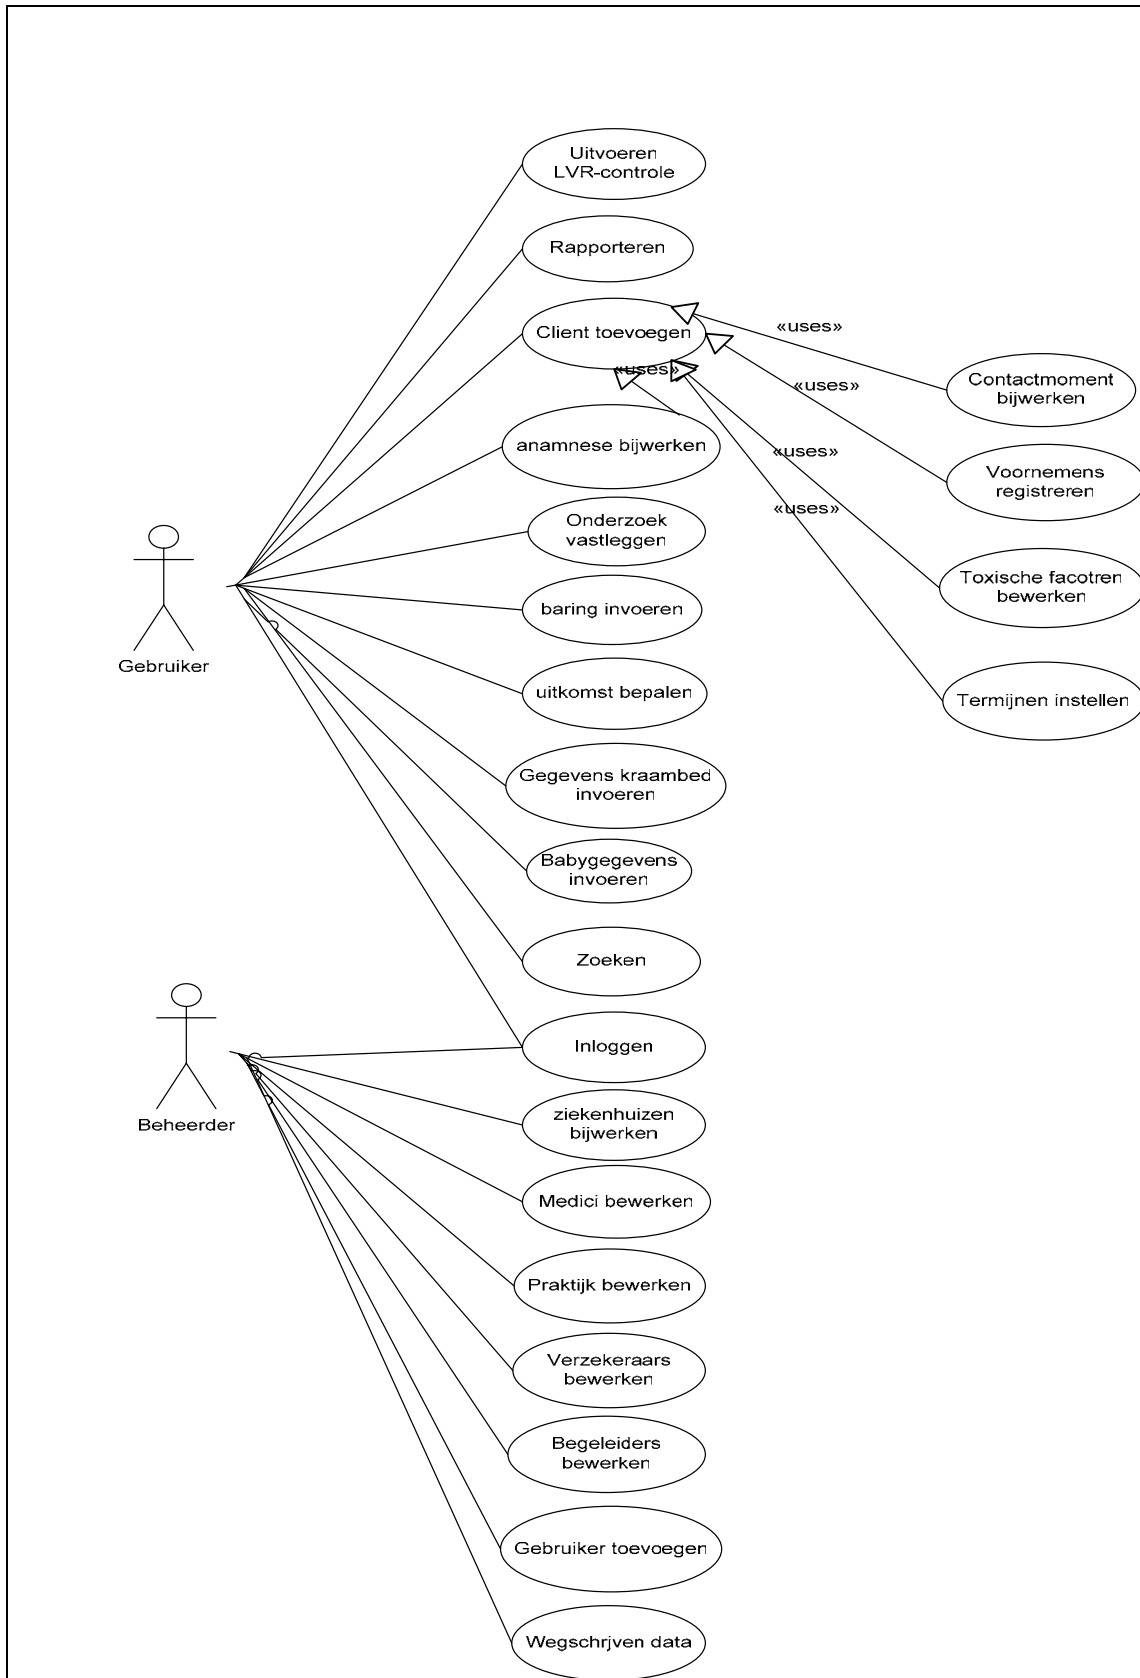 Uitvoeren
LVR-controle
Rapporteren
Client toevoegen
«uses»
«uses»
Contactmoment
bijwerken
«uses»
anamnese bijwerken
«uses»
Voornemens
registreren
«uses»
Onderzoek
vastleggen
Toxische facotren
bewerken
baring invoeren
Gebruiker
uitkomst bepalen
Termijnen instellen
Gegevens kraambed
invoeren
Babygegevens
invoeren
Zoeken
Inloggen
Beheerder
ziekenhuizen
bijwerken
Medici bewerken
Praktijk bewerken
Verzekeraars
bewerken
Begeleiders
bewerken
Gebruiker toevoegen
Wegschrjven data